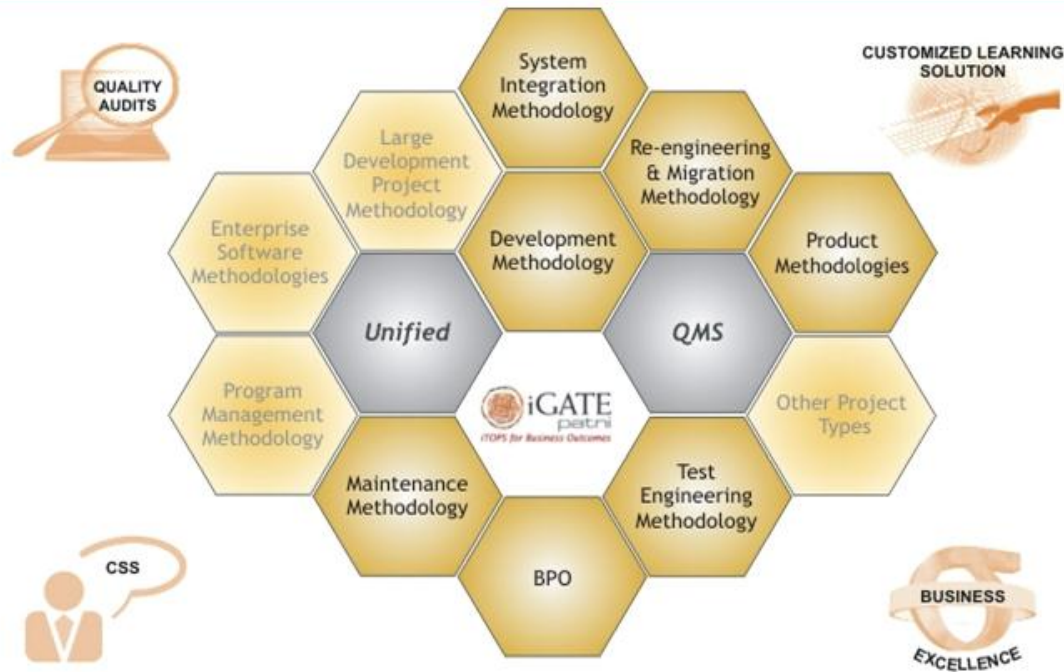 QUALITY
AUDITS
System
Integration
Methodology
CUSTOMIZED LEARNING
SOLUTION
Large
Development
Project
Methodology
Re-engineering
& Migration
Methodology
Enterprise
Software
Methodologies
Development
Methodology
Product
Methodologies
Unified
QMS
Program
Management
Methodology
iGATE
patni
iTOPS for Business Outcomes
Other Project
Types
Maintenance
Methodology
Test
Engineering
Methodology
BPO
CSS
BUSINESS
EXCELLENCE